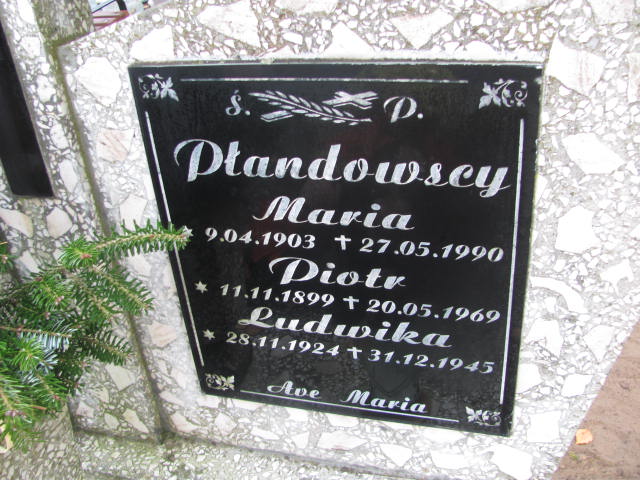 Ś. P.
Płandowscy
Maria
* 9.04.1903 ✝ 27.05.1990
Piotr
* 11.11.1899 ✝ 20.05.1969
Ludwika
* 28.11.1924 ✝ 31.12.1945
Ave Maria